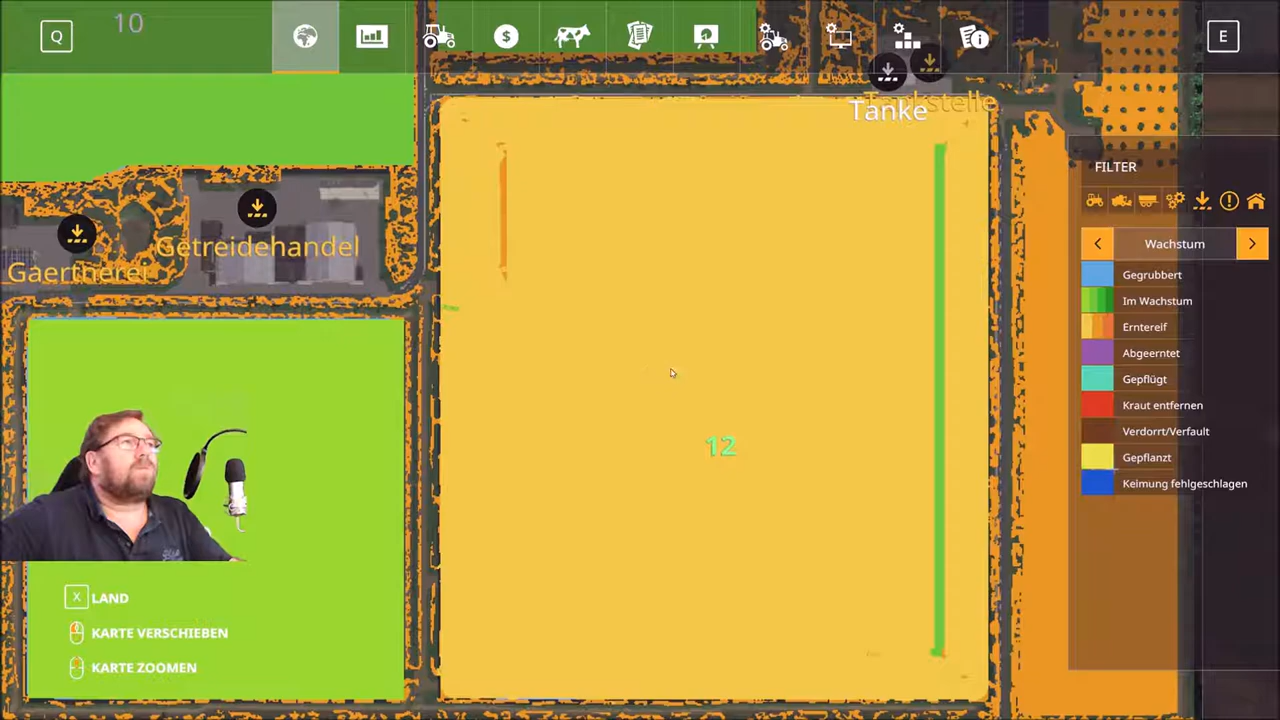 Q
10
$
E
Tankstelle
Tanke
FILTER
Getreidehandel
Gaertherei
Wachstum
Gegrubbert
Im Wachstum
Erntereif
Abgeerntet
Gepflügt
Kraut entfernen
Verdorrt/Verfault
12
Gepflanzt
Keimung fehlgeschlagen
X LAND
KARTE VERSCHIEBEN
KARTE ZOOMEN